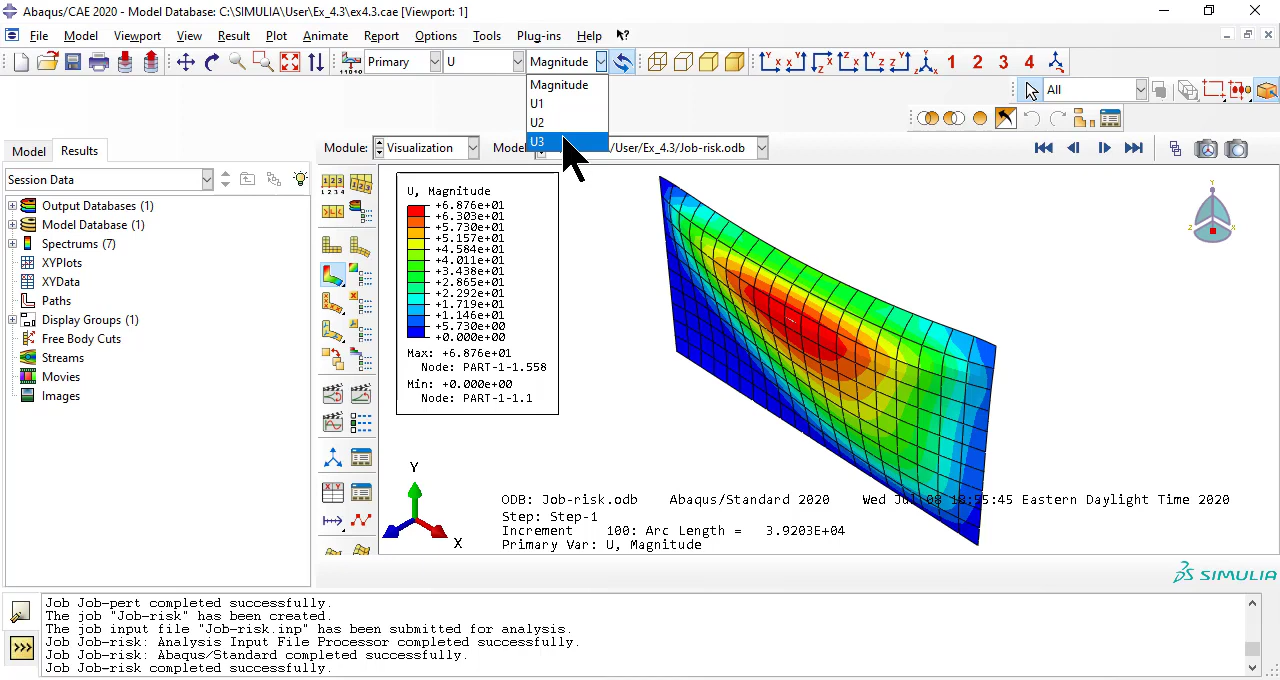 Abaqus/CAE 2020 - Model Database: C:\SIMULIA\User\Ex_4.3\ex4.3.cae [Viewport: 1]
File Model Viewport View Result Plot Animate Report Options Tools Plug-ins Help
Primary U Magnitude 1 2 3 4
Magnitude
U1
U2
U3
All
Model Results
Module: Visualization Model: /User/Ex_4.3/Job-risk.odb
Session Data
Output Databases (1)
Model Database (1)
Spectrums (7)
XYPlots
XYData
Paths
Display Groups (1)
Free Body Cuts
Streams
Movies
Images
U, Magnitude
+6.876e+01
+6.303e+01
+5.730e+01
+5.157e+01
+4.584e+01
+4.011e+01
+3.438e+01
+2.865e+01
+2.292e+01
+1.719e+01
+1.146e+01
+5.730e+00
+0.000e+00
Max: +6.876e+01
Node: PART-1-1.558
Min: +0.000e+00
Node: PART-1-1.1
Y
X
Y
Z X
ODB: Job-risk.odb Abaqus/Standard 2020 Wed Jul 08 18:55:45 Eastern Daylight Time 2020
Step: Step-1
Increment 100: Arc Length = 3.9203E+04
Primary Var: U, Magnitude
SIMULIA
Job Job-pert completed successfully.
The job "Job-risk" has been created.
The job input file "Job-risk.inp" has been submitted for analysis.
Job Job-risk: Analysis Input File Processor completed successfully.
Job Job-risk: Abaqus/Standard completed successfully.
Job Job-risk completed successfully.